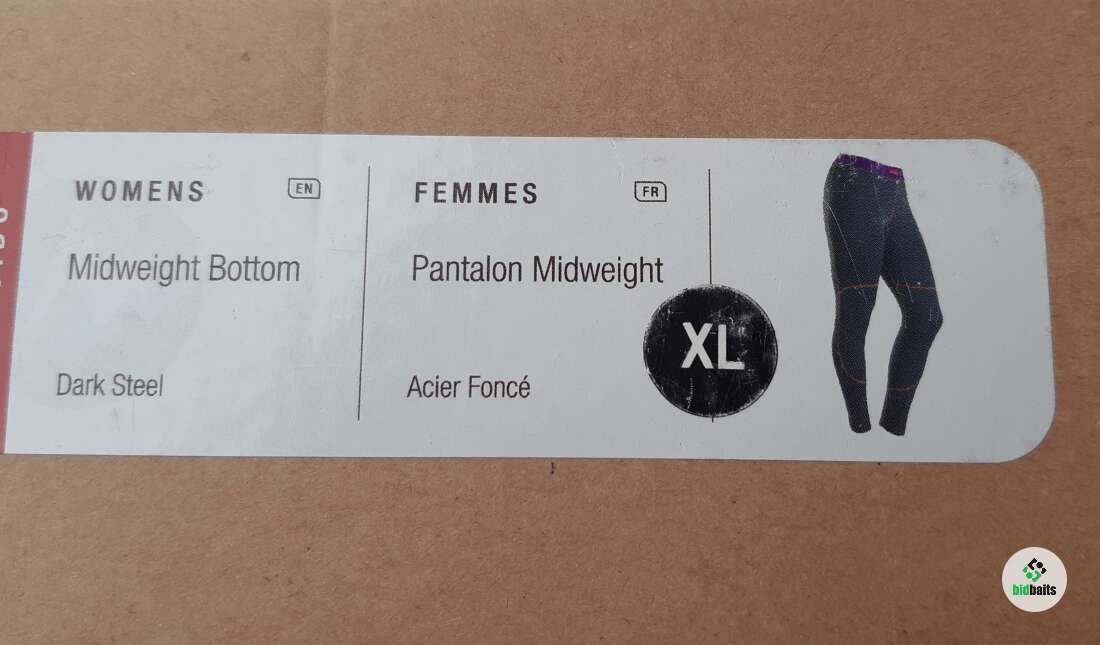 WOMENS EN
Midweight Bottom
Dark Steel
FEMMES FR
Pantalon Midweight
Acier Foncé
XL
bidbaits